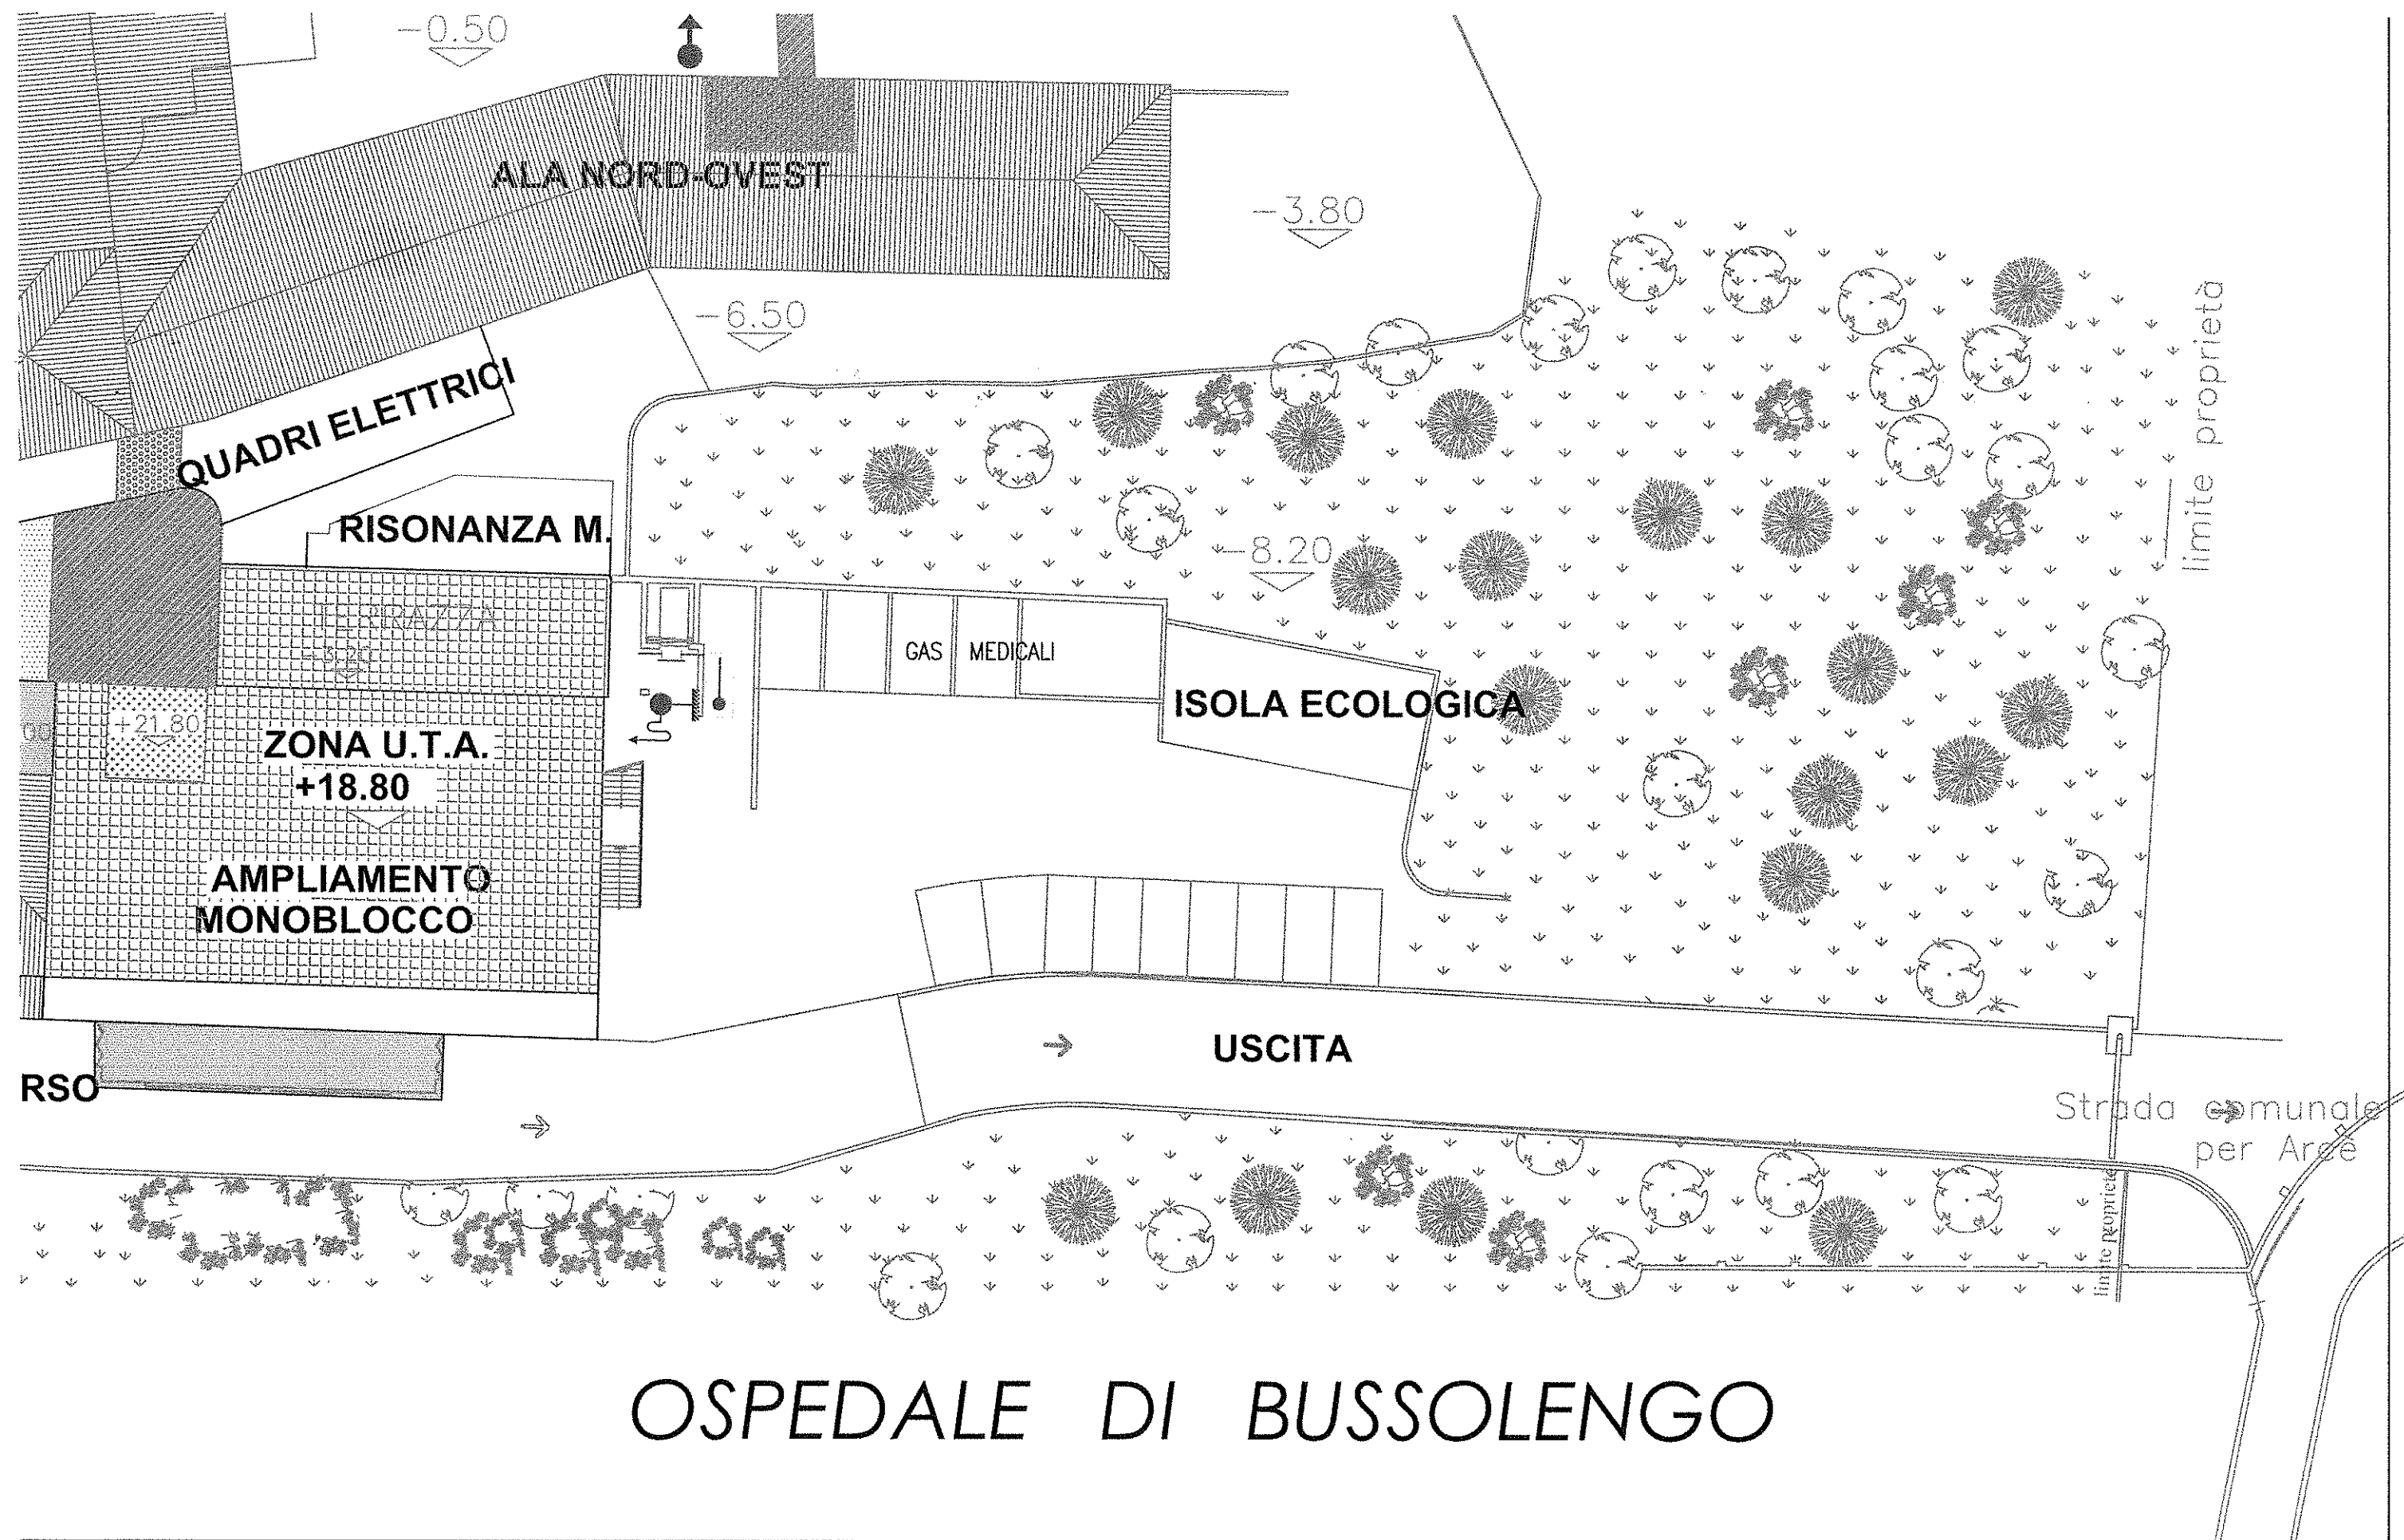 -0.50
ALA NORD-OVEST
-3.80
-6.50
limite proprietà
QUADRI ELETTRICI
RISONANZA M.
-8.20
TERRAZZA
GAS MEDICALI
ISOLA ECOLOGICA
+21.80
ZONA U.T.A.
+18.80
AMPLIAMENTO
MONOBLOCCO
USCITA
RSO
Strada comunale
per Arcè
limite proprietà
OSPEDALE DI BUSSOLENGO